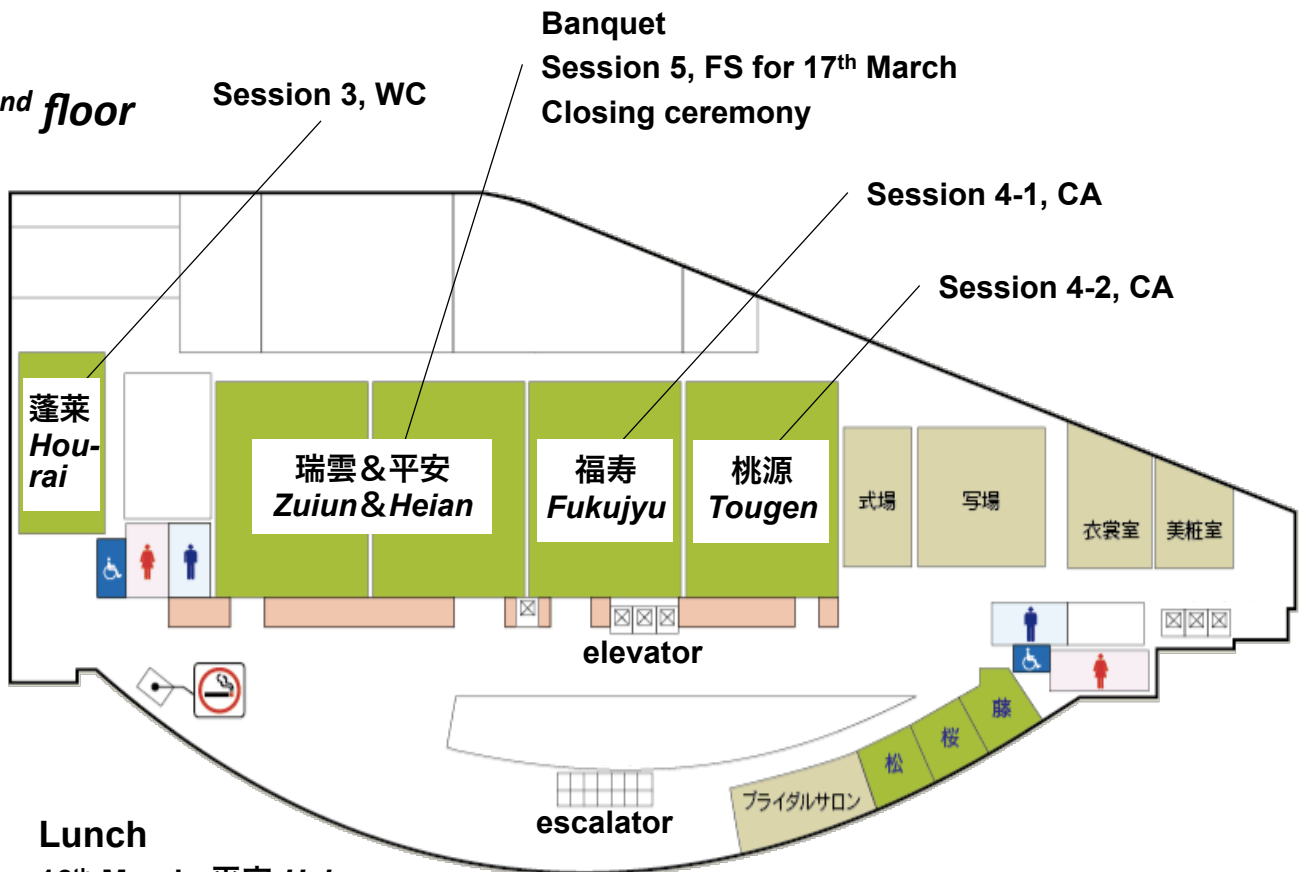 Banquet
Session 5, FS for 17th March
Closing ceremony
nd floor
Session 3, WC
Session 4-1, CA
Session 4-2, CA
蓬莱
Hou-
rai
瑞雲&平安
Zuiun&Heian
福寿
Fukujyu
桃源
Tougen
式場
写場
衣裳室
美粧室
elevator
藤
桜
松
ブライダルサロン
escalator
Lunch